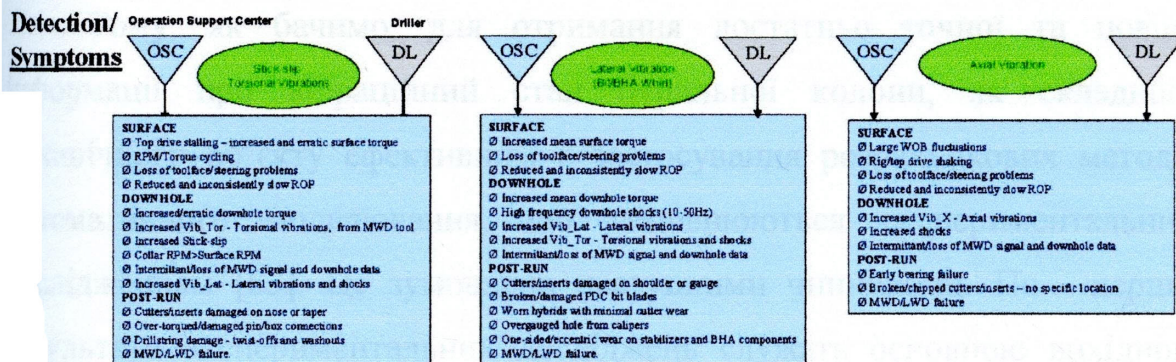 Detection/
Symptoms
Operation Support Center
Driller
OSC
Stick slip
Torsional Vibrations
DL
SURFACE
Ø Top drive stalling – increased and erratic surface torque
Ø RPM/Torque cycling
Ø Loss of toolface/steering problems
Ø Reduced and inconsistently slow ROP
DOWNHOLE
Ø Increased/erratic downhole torque
Ø Increased Vib_Tor - Torsional vibrations, from MWD tool
Ø Increased Stick-slip
Ø Collar RPM>Surface RPM
Ø Intermittant/loss of MWD signal and downhole data
Ø Increased Vib_Lat - Lateral vibrations and shocks
POST-RUN
Ø Cutters/inserts damaged on nose or taper
Ø Over-torqued/damaged pin/box connections
Ø Drillstring damage - twist-offs and washouts
Ø MWD/LWD failure.
OSC
Lateral Vibration
(Bit/BHA Whirl)
DL
SURFACE
Ø Increased mean surface torque
Ø Loss of toolface/steering problems
Ø Reduced and inconsistently slow ROP
DOWNHOLE
Ø Increased mean downhole torque
Ø High frequency downhole shocks (10-50Hz)
Ø Increased Vib_Lat - Lateral vibrations
Ø Increased Vib_Tor - Torsional vibrations and shocks
Ø Intermittant/loss of MWD signal and downhole data
POST-RUN
Ø Cutters/inserts damaged on shoulder or gauge
Ø Broken/damaged PDC bit blades
Ø Worn hybrids with minimal cutter wear
Ø Overgauged hole from calipers
Ø One-sided/eccentric wear on stabilizers and BHA components
Ø MWD/LWD failure.
OSC
Axial Vibration
DL
SURFACE
Ø Large WOB fluctuations
Ø Rig/top drive shaking
Ø Loss of toolface/steering problems
Ø Reduced and inconsistently slow ROP
DOWNHOLE
Ø Increased Vib_X - Axial vibrations
Ø Increased shocks
Ø Intermittant/loss of MWD signal and downhole data
POST-RUN
Ø Early bearing failure
Ø Broken/chipped cutters/inserts – no specific location
Ø MWD/LWD failure